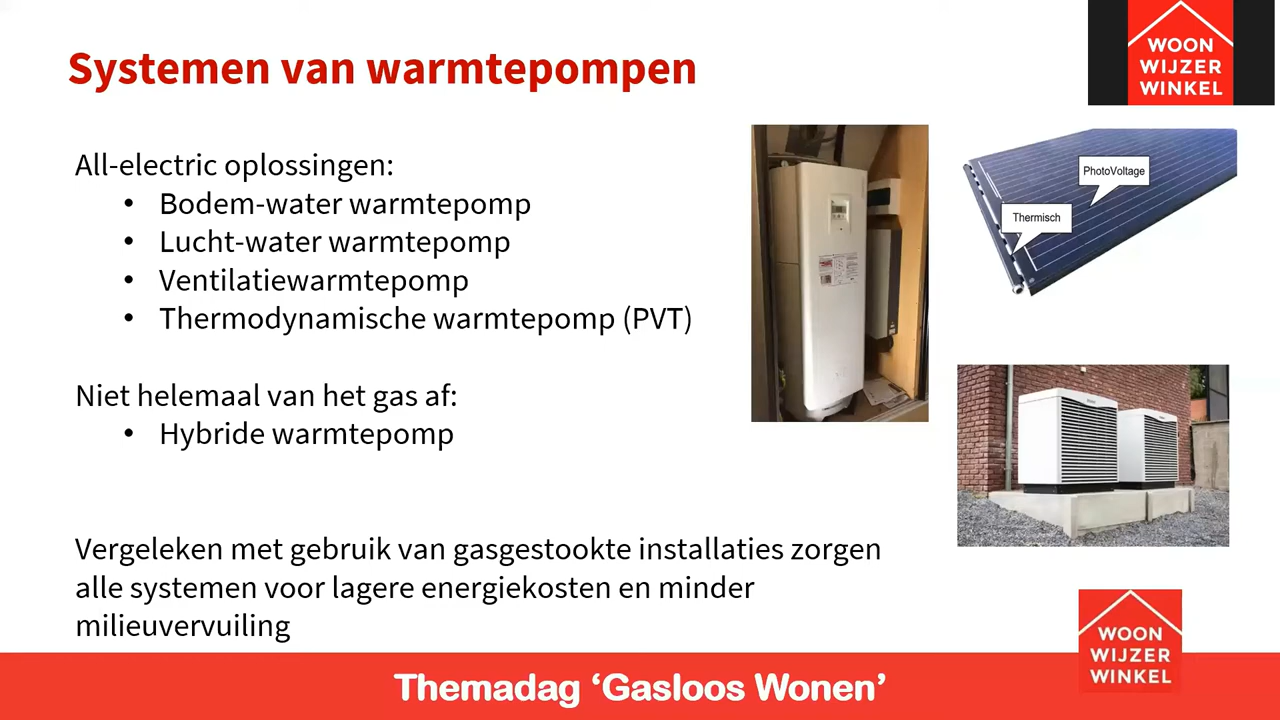 Systemen van warmtepompen
WOON
WIJZER
WINKEL
All-electric oplossingen:
• Bodem-water warmtepomp
• Lucht-water warmtepomp
• Ventilatiewarmtepomp
• Thermodynamische warmtepomp (PVT)
PhotoVoltage
Thermisch
Niet helemaal van het gas af:
• Hybride warmtepomp
Vergeleken met gebruik van gasgestookte installaties zorgen
alle systemen voor lagere energiekosten en minder
milieuvervuiling
WOON
WIJZER
WINKEL
Themadag ‘Gasloos Wonen’